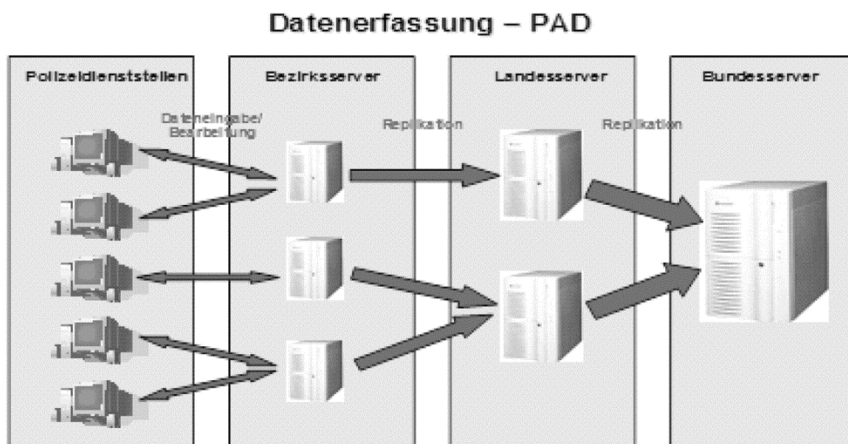 Datenerfassung – PAD
Polizeidienststellen
Bezirksserver
Landesserver
Bundesserver
Dateneingabe/
Bearbeitung
Replikation
Replikation